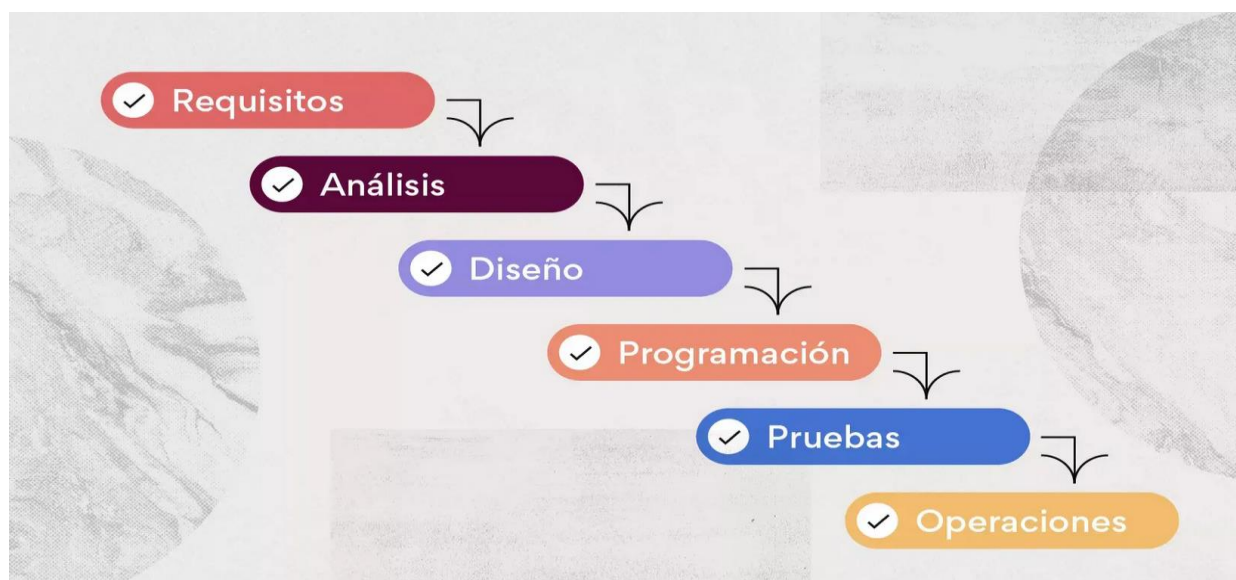 Requisitos
Análisis
Diseño
Programación
Pruebas
Operaciones